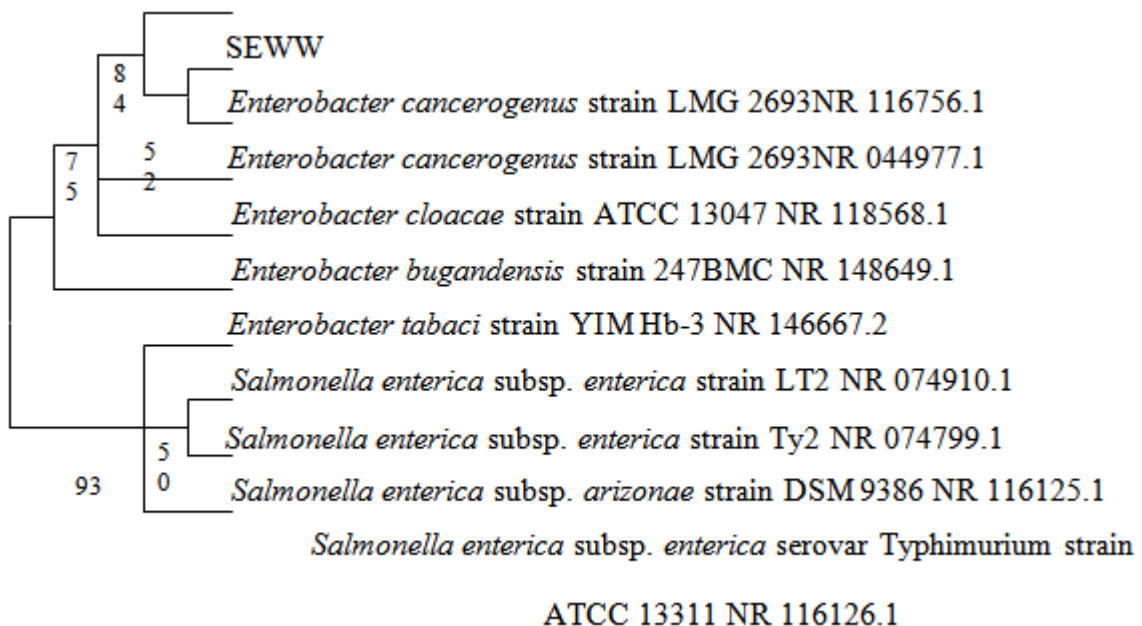 SEWW
8
4
Enterobacter cancerogenus strain LMG 2693NR 116756.1
7
5
5
2
Enterobacter cancerogenus strain LMG 2693NR 044977.1
Enterobacter cloacae strain ATCC 13047 NR 118568.1
Enterobacter bugandensis strain 247BMC NR 148649.1
Enterobacter tabaci strain YIM Hb-3 NR 146667.2
Salmonella enterica subsp. enterica strain LT2 NR 074910.1
Salmonella enterica subsp. enterica strain Ty2 NR 074799.1
93
5
0
Salmonella enterica subsp. arizonae strain DSM 9386 NR 116125.1
Salmonella enterica subsp. enterica serovar Typhimurium strain
ATCC 13311 NR 116126.1